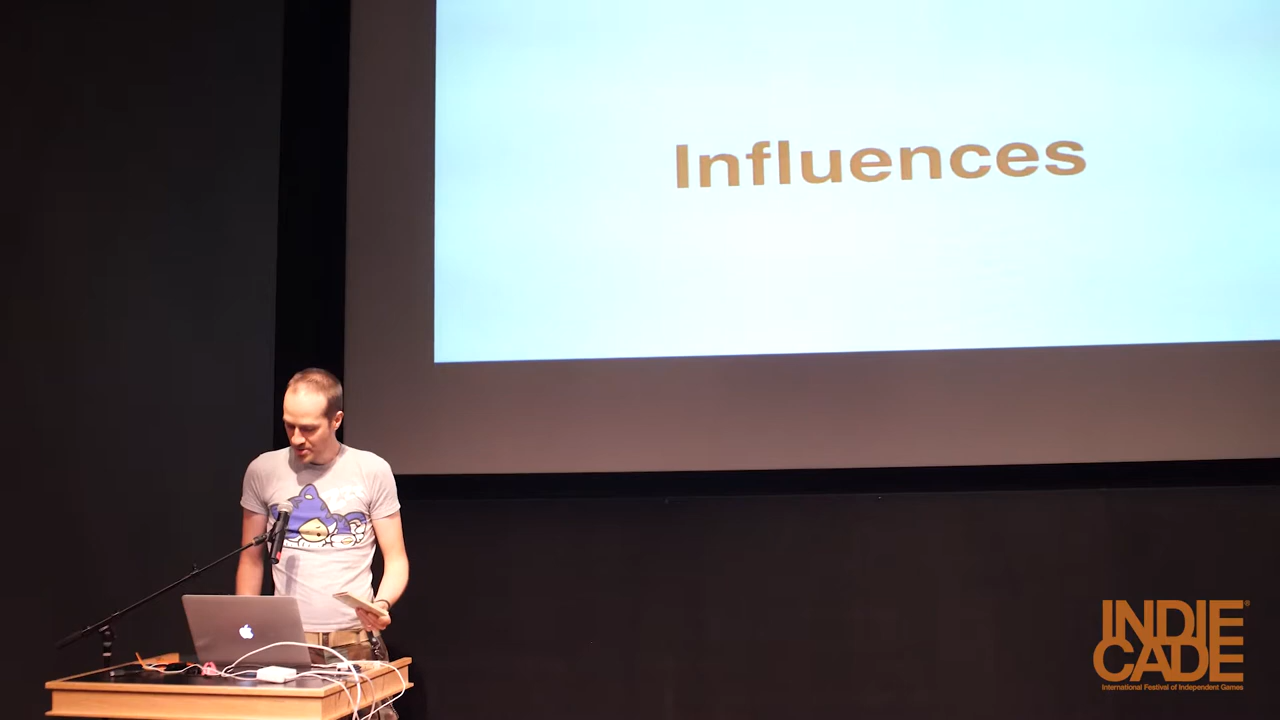 Influences
INDIE
CADE
International Festival of Independent Games